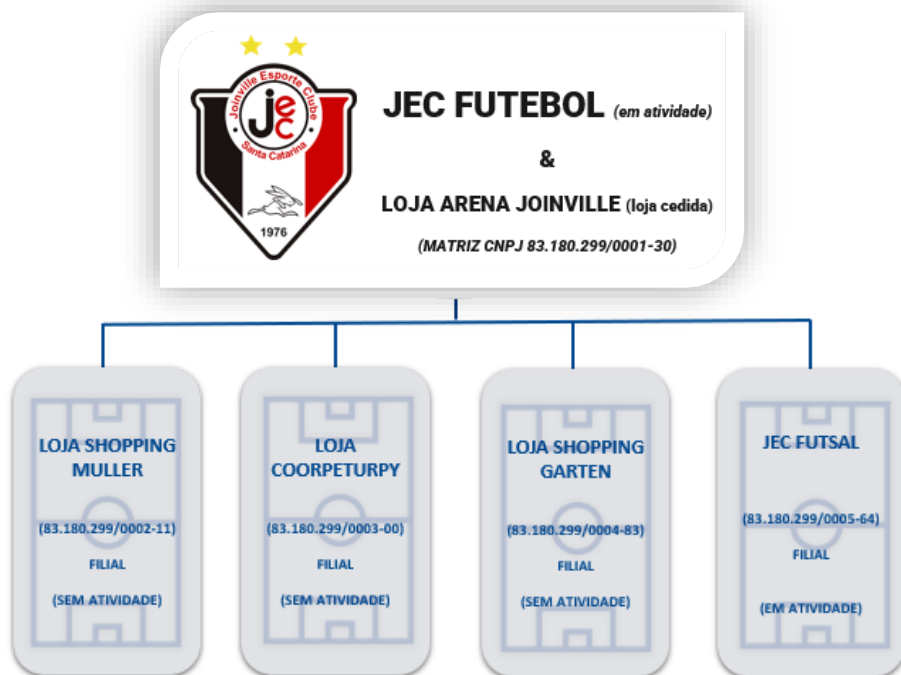 Joinville Esporte Clube
jec
Santa Catarina
1976
JEC FUTEBOL (em atividade)
&
LOJA ARENA JOINVILLE (loja cedida)
(MATRIZ CNPJ 83.180.299/0001-30)
LOJA SHOPPING
MULLER
(83.180.299/0002-11)
FILIAL
(SEM ATIVIDADE)
LOJA
COORPETURPY
(83.180.299/0003-00)
FILIAL
(SEM ATIVIDADE)
LOJA SHOPPING
GARTEN
(83.180.299/0004-83)
FILIAL
(SEM ATIVIDADE)
JEC FUTSAL
(83.180.299/0005-64)
FILIAL
(EM ATIVIDADE)